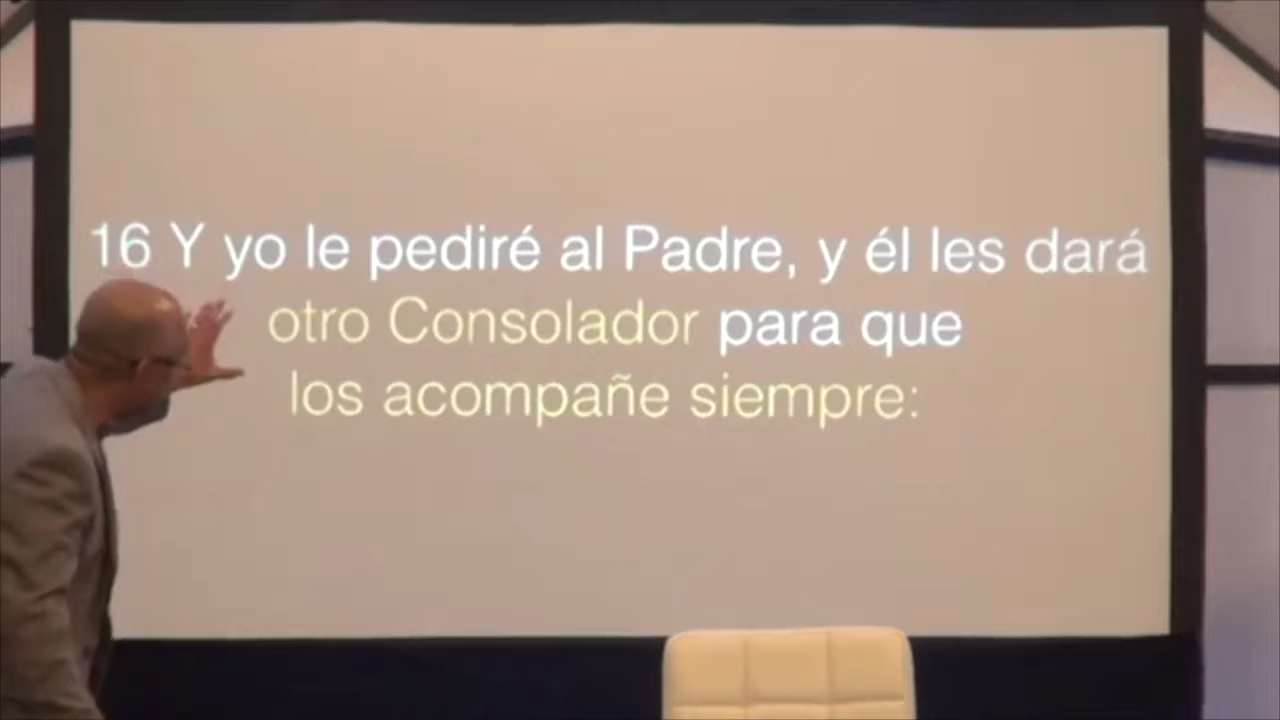 16 Y yo le pediré al Padre, y él les dará
otro Consolador para que
los acompañe siempre: